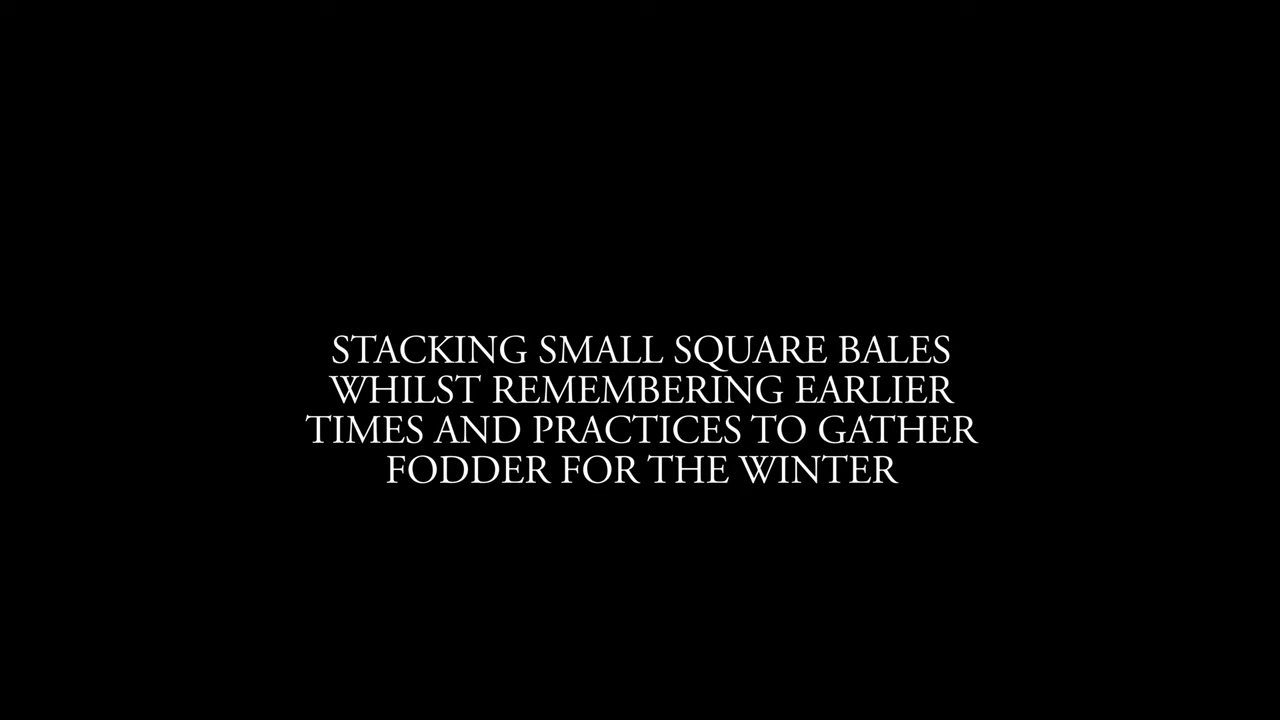 STACKING SMALL SQUARE BALES
WHILST REMEMBERING EARLIER
TIMES AND PRACTICES TO GATHER
FODDER FOR THE WINTER